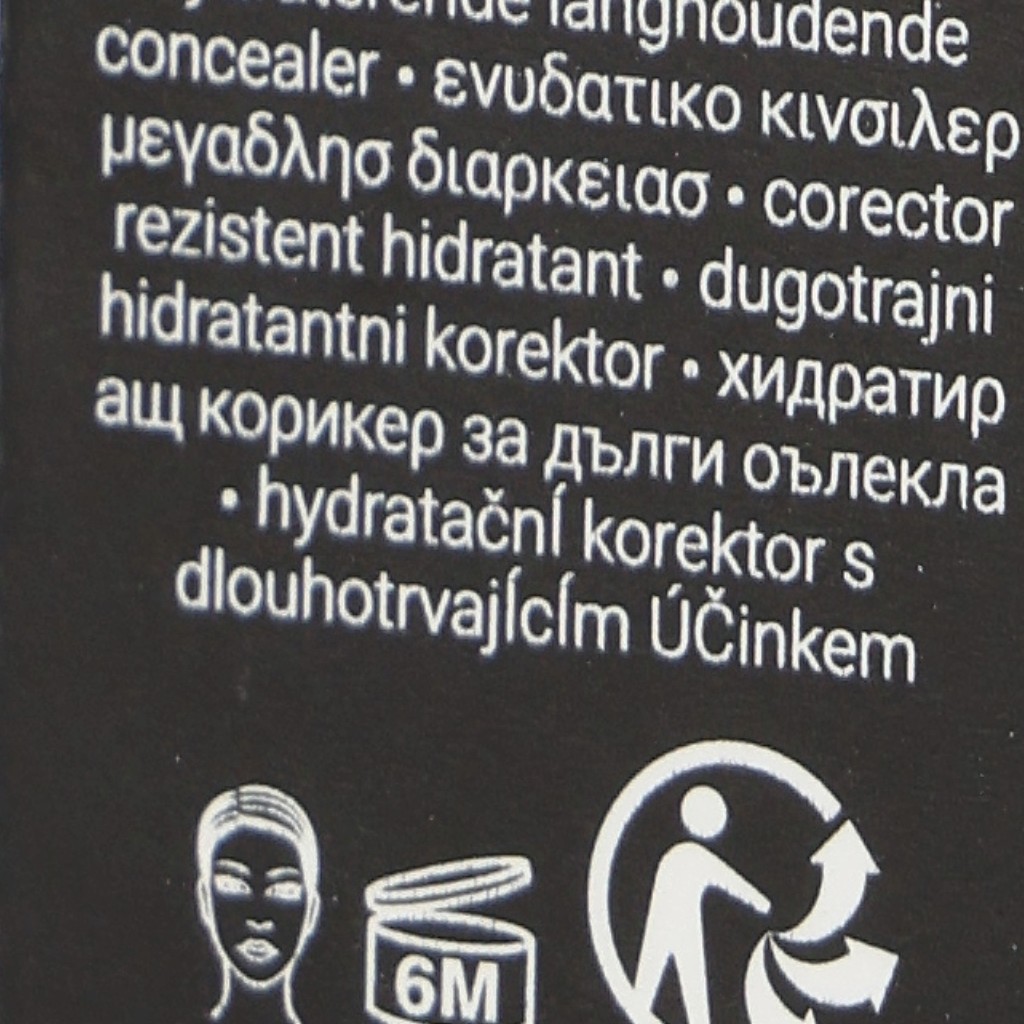 langhoudende
concealer • ενυδατικο κινσιλερ
μεγαδλησ διαρκειασ • corector
rezistent hidratant • dugotrajni
hidratantni korektor • хидратир
ащ корикер за дълги оълекла
• hydratačnÍ korektor s
dlouhotrvajÍcÍm ÚČinkem
6M